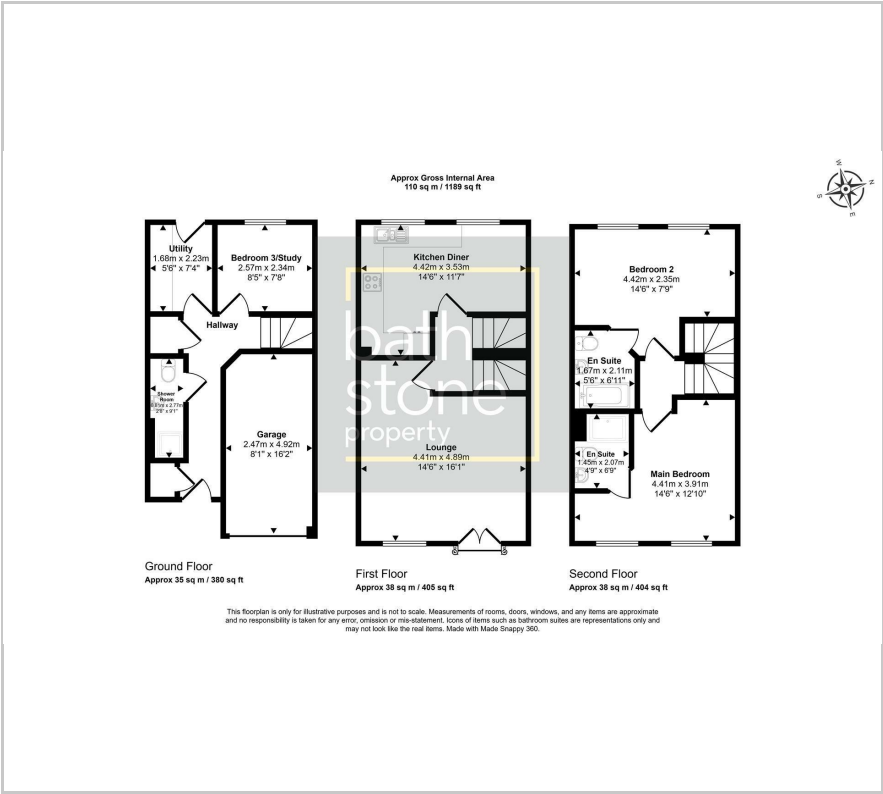 Approx Gross Internal Area
110 sq m / 1189 sq ft
W
N
S
E
Utility
1.68m x 2.23m
5'6" x 7'4"
Bedroom 3/Study
2.57m x 2.34m
8'5" x 7'8"
Hallway
Shower
Room
0.81m x 2.77m
2'8" x 9'1"
Garage
2.47m x 4.92m
8'1" x 16'2"
Ground Floor
Approx 35 sq m / 380 sq ft
Kitchen Diner
4.42m x 3.53m
14'6" x 11'7"
bath
stone
property
Lounge
4.41m x 4.89m
14'6" x 16'1"
First Floor
Approx 38 sq m / 405 sq ft
Bedroom 2
4.42m x 2.35m
14'6" x 7'9"
En Suite
1.67m x 2.11m
5'6" x 6'11"
En Suite
1.45m x 2.07m
4'9" x 6'9"
Main Bedroom
4.41m x 3.91m
14'6" x 12'10"
Second Floor
Approx 38 sq m / 404 sq ft
This floorplan is only for illustrative purposes and is not to scale. Measurements of rooms, doors, windows, and any items are approximate
and no responsibility is taken for any error, omission or mis-statement. Icons of items such as bathroom suites are representations only and
may not look like the real items. Made with Made Snappy 360.